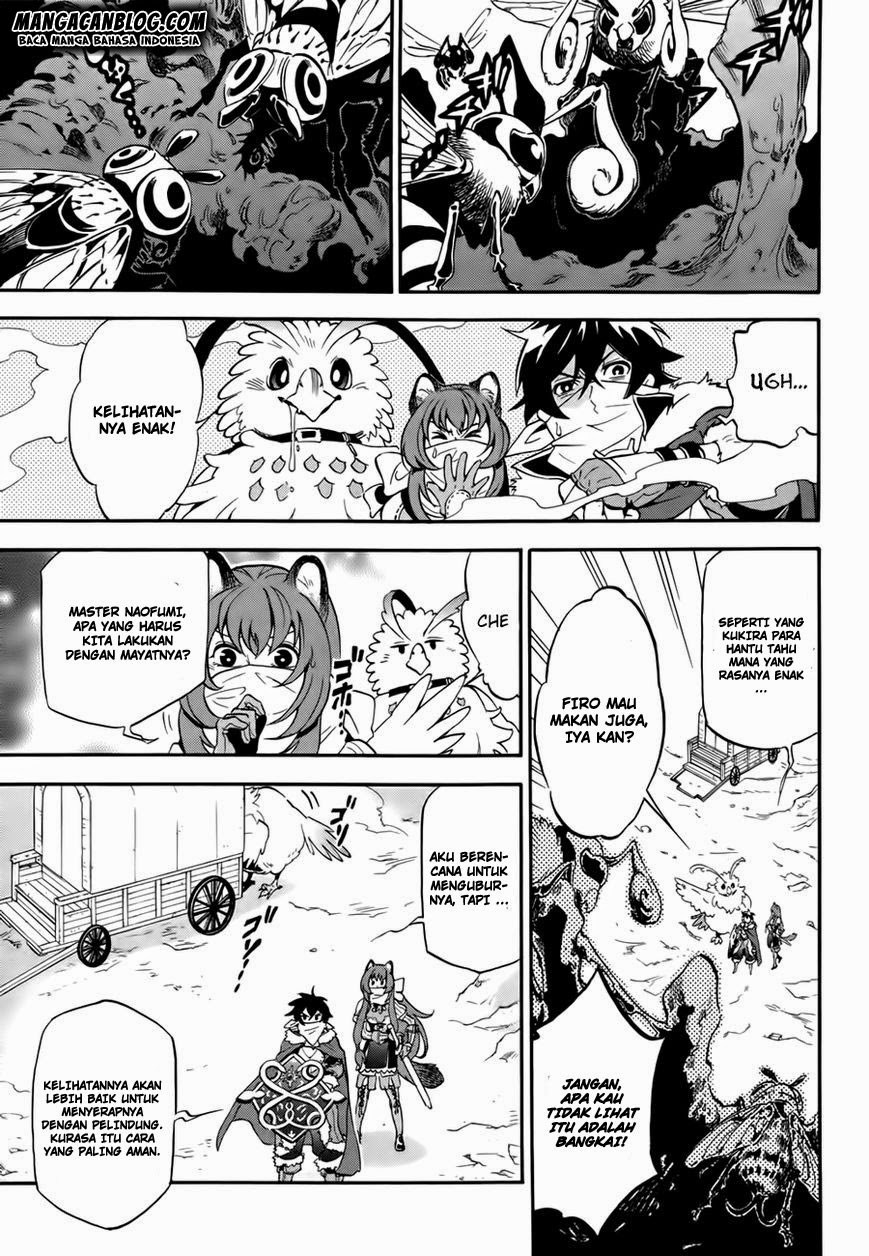 MANGACANBLOG.COM
BACA MANGA BAHASA INDONESIA
UGH...
KELIHATAN-
NYA ENAK!
SEPERTI YANG
KUKIRA PARA
HANTU TAHU
MANA YANG
RASANYA ENAK
...
FIRO MAU
MAKAN JUGA,
IYA KAN?
JANGAN,
APA KAU
TIDAK LIHAT
ITU ADALAH
BANGKAI!
CHE
MASTER NAOFUMI,
APA YANG HARUS
KITA LAKUKAN
DENGAN MAYATNYA?
AKU BEREN-
CANA UNTUK
MENGUBUR-
NYA, TAPI ...
KELIHATANNYA AKAN
LEBIH BAIK UNTUK
MENYERAPNYA
DENGAN PELINDUNG.
KURASA ITU CARA
YANG PALING AMAN.